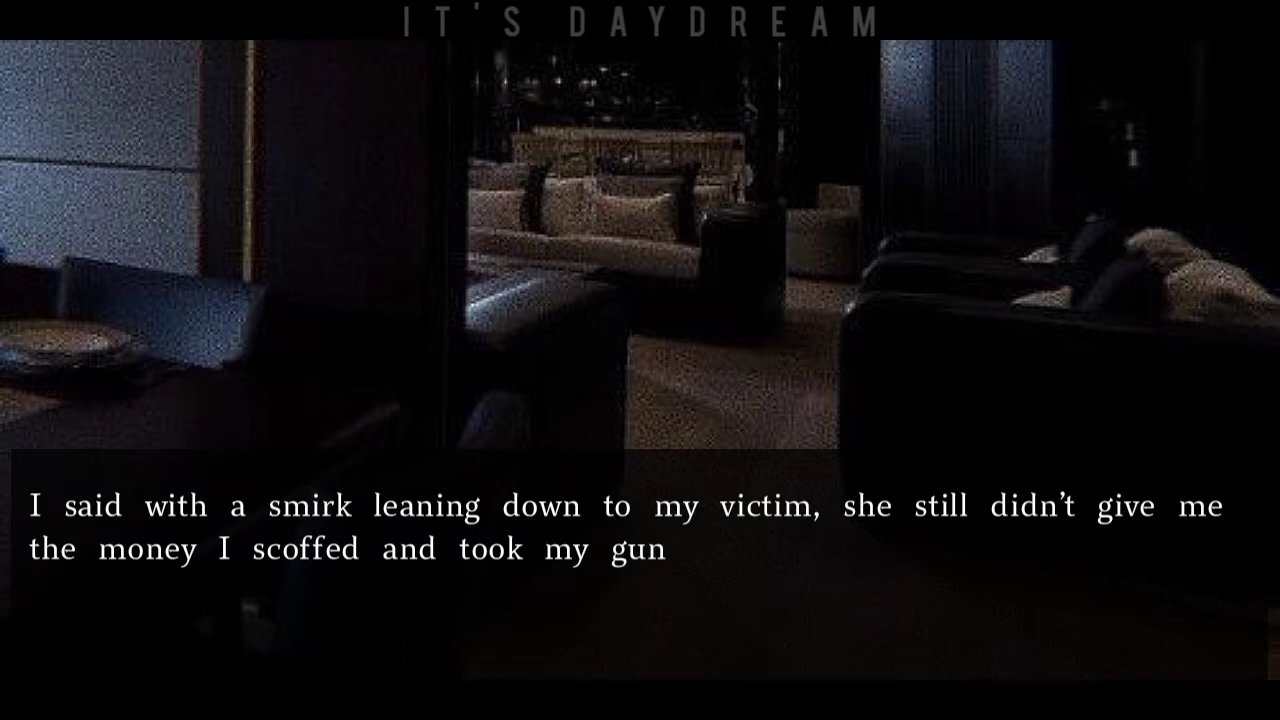 IT'S DAYDREAM
I said with a smirk leaning down to my victim, she still didn't give me
the money I scoffed and took my gun